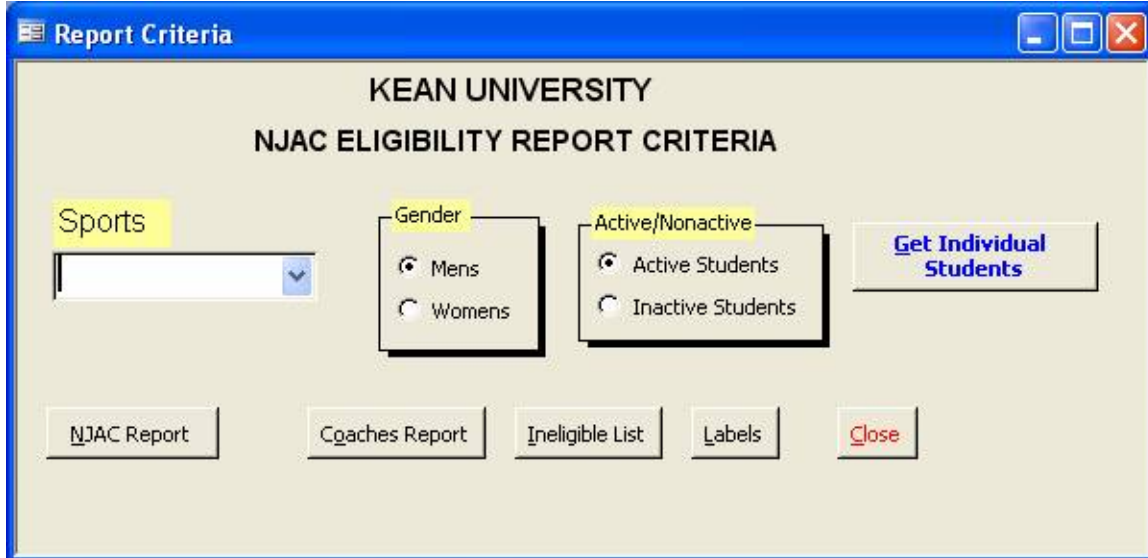 Report Criteria
KEAN UNIVERSITY
NJAC ELIGIBILITY REPORT CRITERIA
Sports
Gender
Mens
Womens
Active/Nonactive
Active Students
Inactive Students
Get Individual
Students
NJAC Report
Coaches Report
Ineligible List
Labels
Close